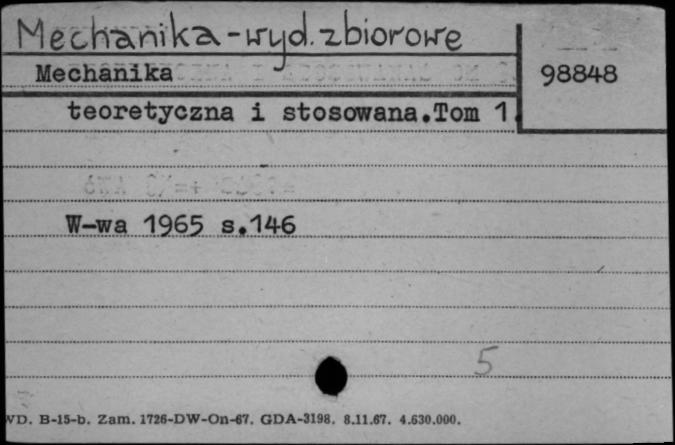 Mechanika-wyd. zbiorowe
Mechanika
98848
teoretyczna i stosowana.Tom 1.
W-wa 1965 s.146
5
WD. B-15-b. Zam. 1726-DW-On-67. GDA-3198. 8.11.67. 4.630.000.